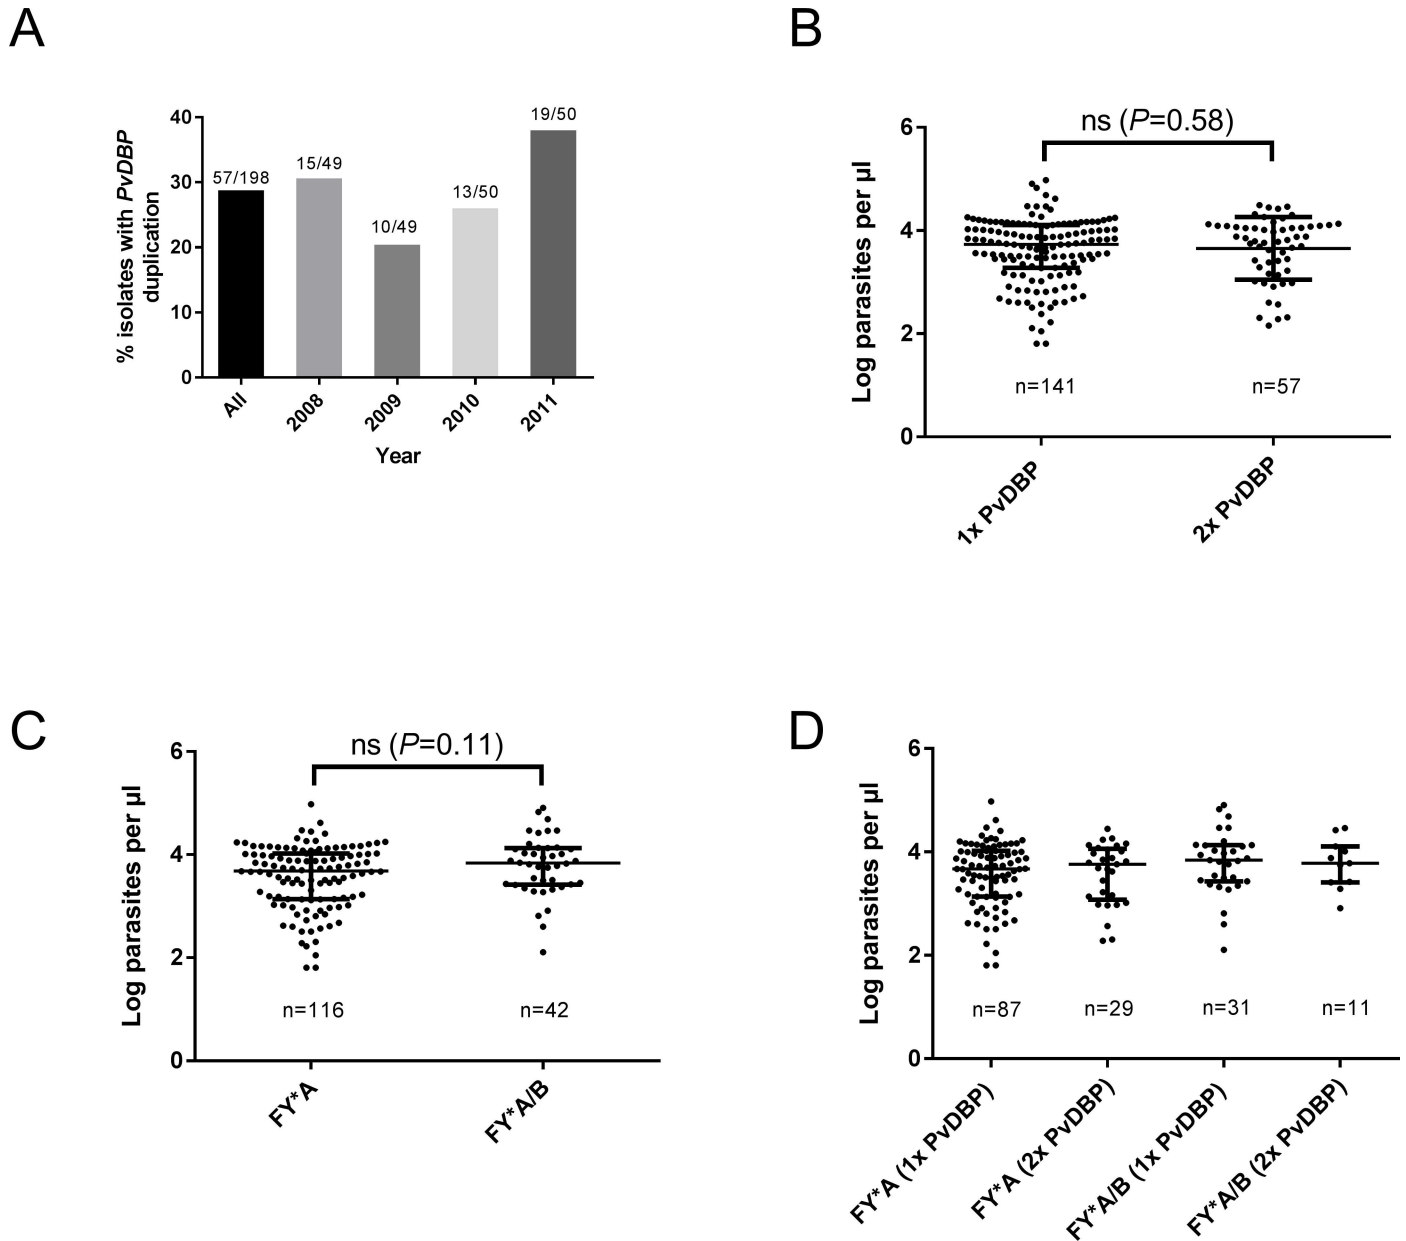 A
% isolates with PvDBP
duplication
40
30
20
10
0
57/198
15/49
10/49
13/50
19/50
All
2008
2009
2010
2011
Year
B
ns (P=0.58)
Log parasites per µl
6
4
2
0
n=141
n=57
1x PvDBP
2x PvDBP
C
ns (P=0.11)
Log parasites per µl
6
4
2
0
n=116
n=42
FY*A
FY*A/B
D
Log parasites per µl
6
4
2
0
n=87
n=29
n=31
n=11
FY*A (1x PvDBP)
FY*A (2x PvDBP)
FY*A/B (1x PvDBP)
FY*A/B (2x PvDBP)